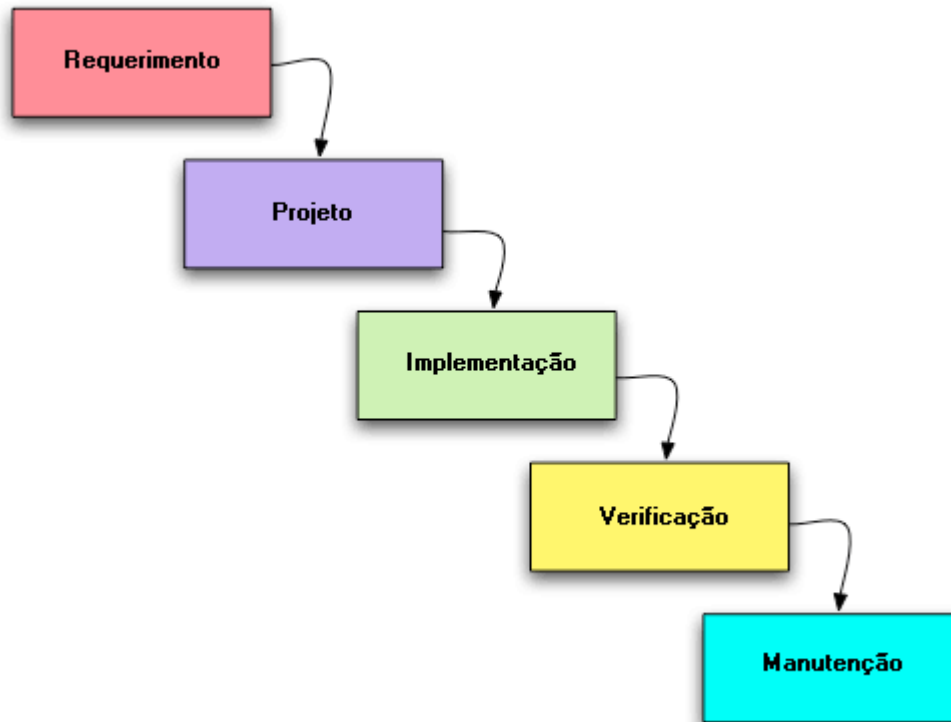 Requerimento
Projeto
Implementação
Verificação
Manutenção